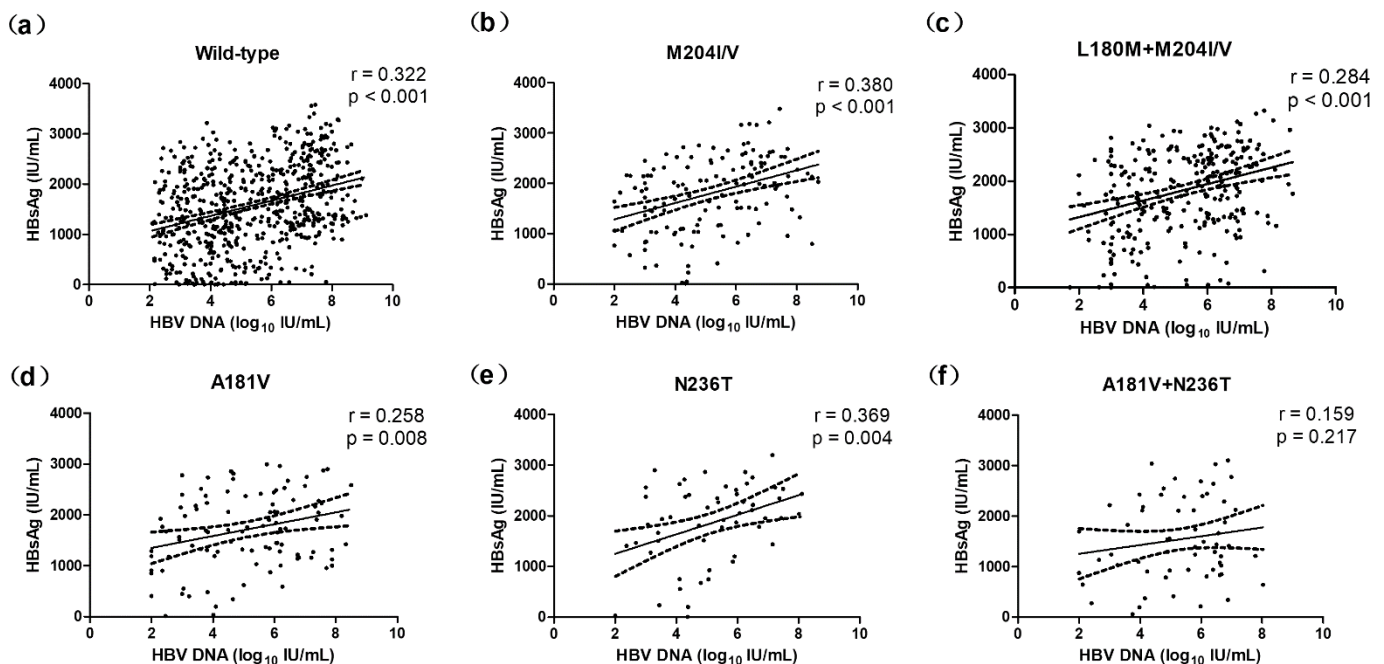 (a)
Wild-type
r = 0.322
p < 0.001
HBsAg (IU/mL)
4000
3000
2000
1000
0
0 2 4 6 8 10
HBV DNA (log10 IU/mL)
(b)
M204I/V
r = 0.380
p < 0.001
HBsAg (IU/mL)
4000
3000
2000
1000
0
0 2 4 6 8 10
HBV DNA (log10 IU/mL)
(c)
L180M+M204I/V
r = 0.284
p < 0.001
HBsAg (IU/mL)
4000
3000
2000
1000
0
0 2 4 6 8 10
HBV DNA (log10 IU/mL)
(d)
A181V
r = 0.258
p = 0.008
HBsAg (IU/mL)
4000
3000
2000
1000
0
0 2 4 6 8 10
HBV DNA (log10 IU/mL)
(e)
N236T
r = 0.369
p = 0.004
HBsAg (IU/mL)
4000
3000
2000
1000
0
0 2 4 6 8 10
HBV DNA (log10 IU/mL)
(f)
A181V+N236T
r = 0.159
p = 0.217
HBsAg (IU/mL)
4000
3000
2000
1000
0
0 2 4 6 8 10
HBV DNA (log10 IU/mL)